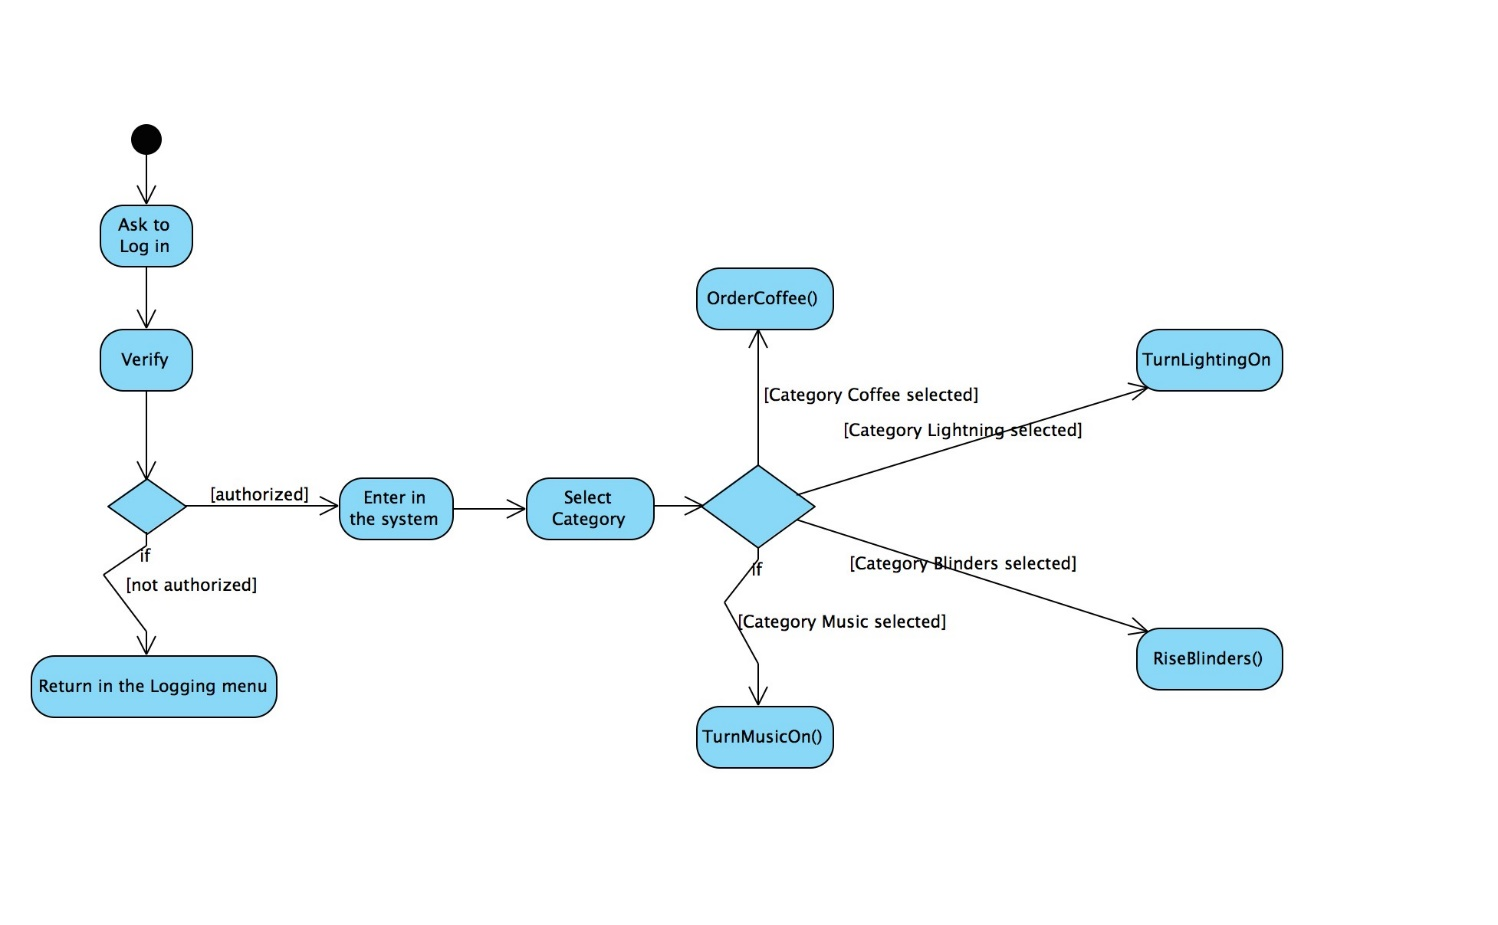 Ask to
Log in
Verify
[authorized]
if
[not authorized]
Return in the Logging menu
Enter in
the system
Select
Category
OrderCoffee()
[Category Coffee selected]
[Category Lightning selected]
TurnLightingOn
[Category Blinders selected]
if
[Category Music selected]
RiseBlinders()
TurnMusicOn()